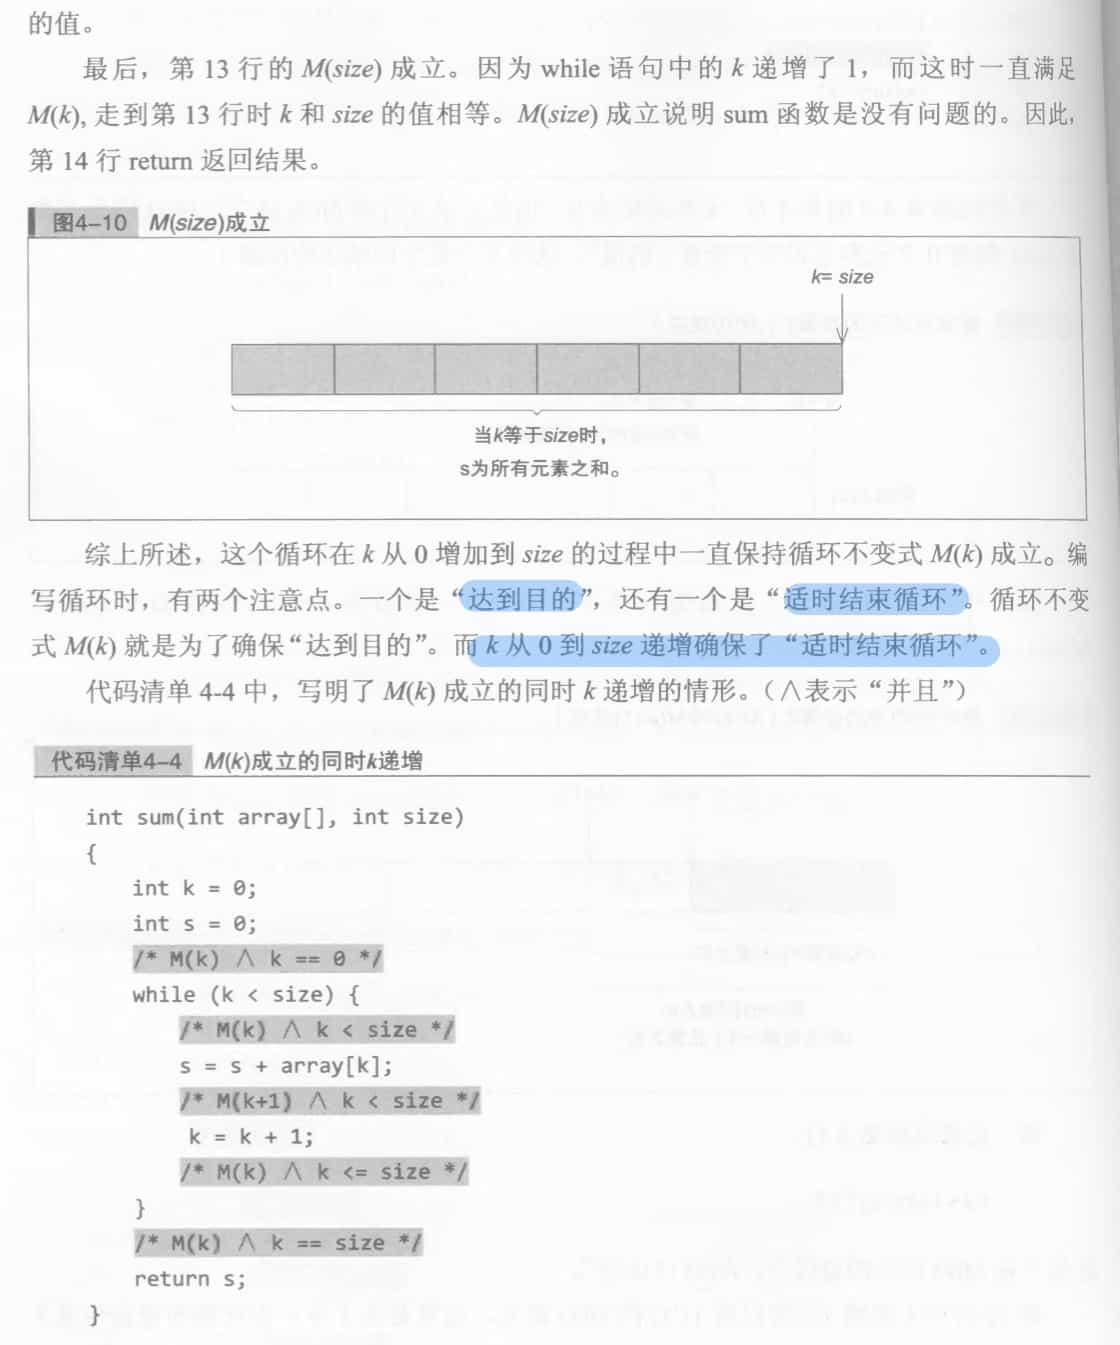 的值。
最后，第 13 行的 M(size) 成立。因为 while 语句中的 k 递增了 1，而这时一直满足
M(k), 走到第 13 行时 k 和 size 的值相等。M(size) 成立说明 sum 函数是没有问题的。因此,
第 14 行 return 返回结果。
图4-10 M(size)成立
k= size
当k等于size时，
s为所有元素之和。
综上所述，这个循环在 k 从 0 增加到 size 的过程中一直保持循环不变式 M(k) 成立。编
写循环时，有两个注意点。一个是“达到目的”，还有一个是“适时结束循环”。循环不变
式 M(k) 就是为了确保“达到目的”。而 k 从 0 到 size 递增确保了“适时结束循环”。
代码清单 4-4 中，写明了 M(k) 成立的同时 k 递增的情形。（∧表示“并且”）
代码清单4-4 M(k)成立的同时k递增
int sum(int array[], int size)
{
int k = 0;
int s = 0;
/* M(k) ∧ k == 0 */
while (k < size) {
/* M(k) ∧ k < size */
s = s + array[k];
/* M(k+1) ∧ k < size */
k = k + 1;
/* M(k) ∧ k <= size */
}
/* M(k) ∧ k == size */
return s;
}